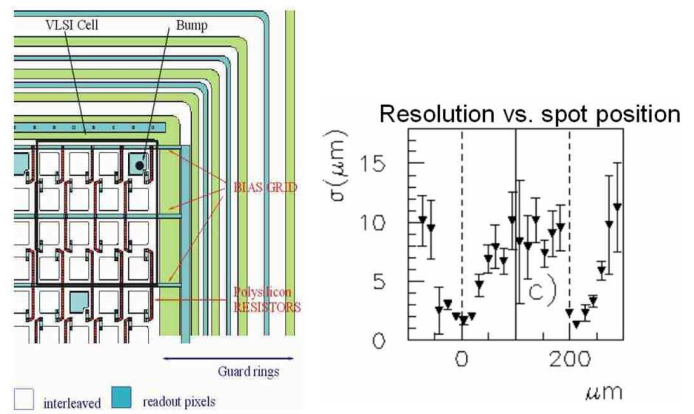 VLSI Cell
Bump
BIAS GRID
Polysilicon
RESISTORS
Guard rings
interleaved
readout pixels
Resolution vs. spot position
σ(μm)
15
10
5
0
c)
0
200
μm